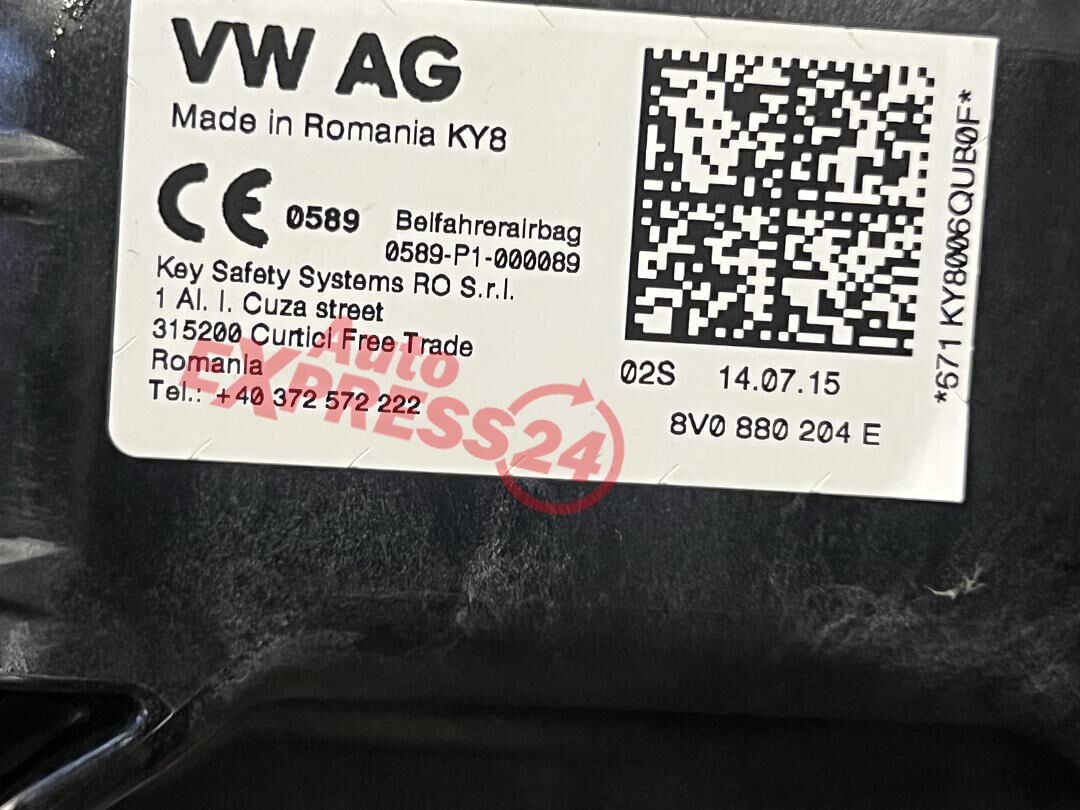 VW AG
Made in Romania KY8
CE 0589 Beifahrerairbag
0589-P1-000089
Key Safety Systems RO S.r.l.
1 Al. I. Cuza street
315200 Curtici Free Trade
Romania
Tel.: +40 372 572 222
02S 14.07.15
8V0 880 204 E
*671 KY8006QUB0F*
Auto
EXPRESS24